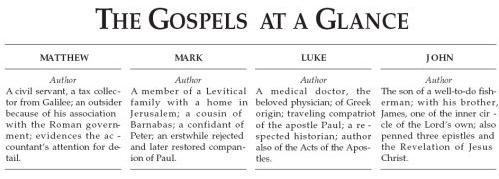 THE GOSPELS AT A GLANCE
MATTHEW
Author
A civil servant, a tax collec-
tor from Galilee; an outsider
because of his association
with the Roman govern-
ment; evidences the ac -
countant's attention for de-
tail.
MARK
Author
A member of a Levitical
family with a home in
Jerusalem; a cousin of
Barnabas; a confidant of
Peter; an erstwhile rejected
and later restored compan-
ion of Paul.
LUKE
Author
A medical doctor, the
beloved physician; of Greek
origin; traveling compatriot
of the apostle Paul; a re -
spected historian; author
also of the Acts of the Apos-
tles.
JOHN
Author
The son of a well-to-do fish-
erman; with his brother,
James, one of the inner cir -
cle of the Lord's own; also
penned three epistles and
the Revelation of Jesus
Christ.